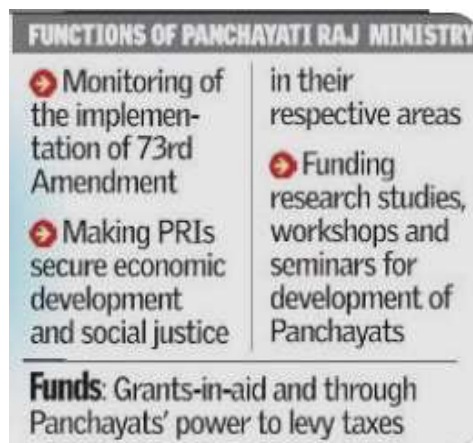 FUNCTIONS OF PANCHAYATI RAJ MINISTRY
Monitoring of
the implemen-
tation of 73rd
Amendment
Making PRIs
secure economic
development
and social justice
in their
respective areas
Funding
research studies,
workshops and
seminars for
development of
Panchayats
Funds: Grants-in-aid and through
Panchayats' power to levy taxes